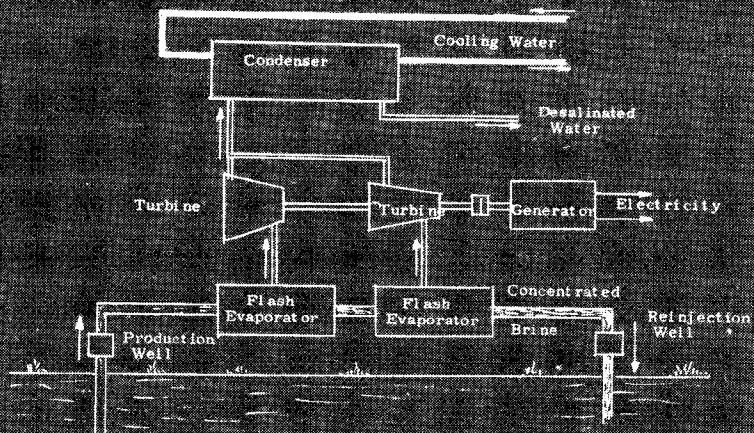 Cooling Water
Condenser
Desalinated
Water
Turbine
Turbine
Generator
Electricity
Flash
Evaporator
Flash
Evaporator
Concentrated
Brine
Production
Well
Reinjection
Well